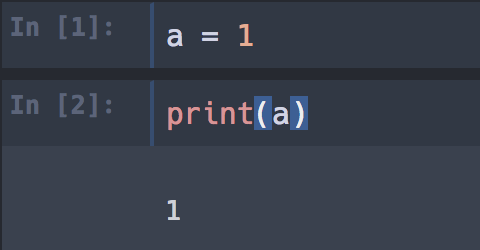 In [1]: a = 1
In [2]: print(a)
1